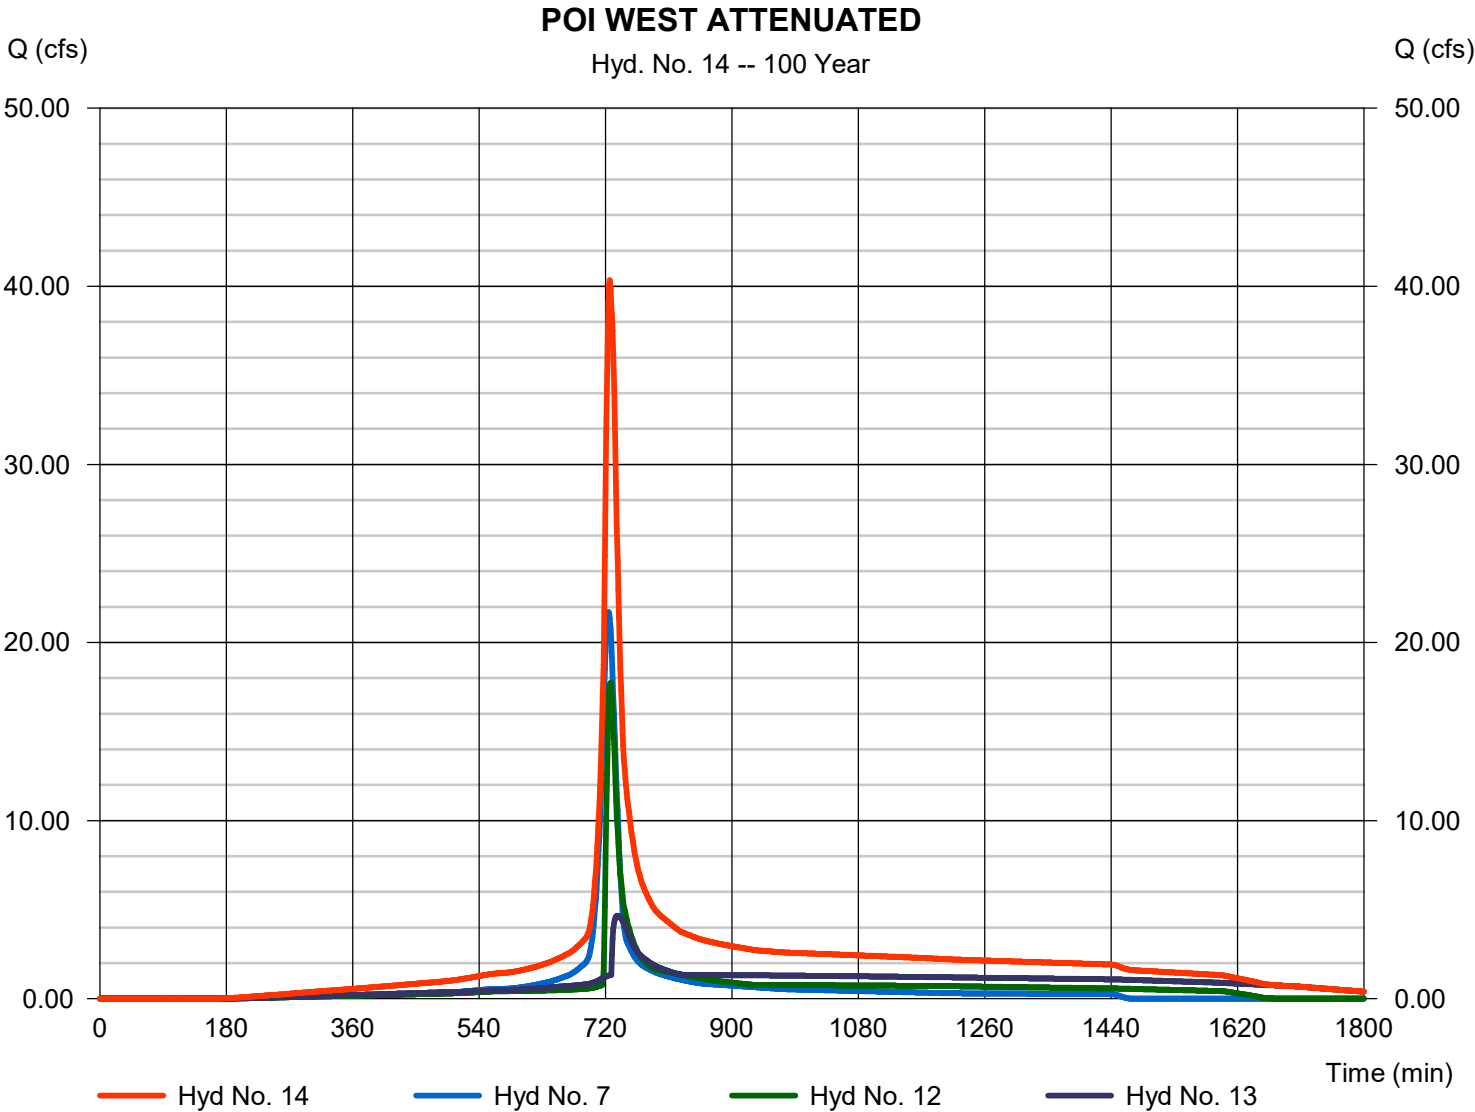 POI WEST ATTENUATED
Q (cfs)
Hyd. No. 14 -- 100 Year
Q (cfs)
50.00
50.00
40.00
40.00
30.00
30.00
20.00
20.00
10.00
10.00
0.00
0.00
0 180 360 540 720 900 1080 1260 1440 1620 1800
Time (min)
Hyd No. 14 Hyd No. 7 Hyd No. 12 Hyd No. 13